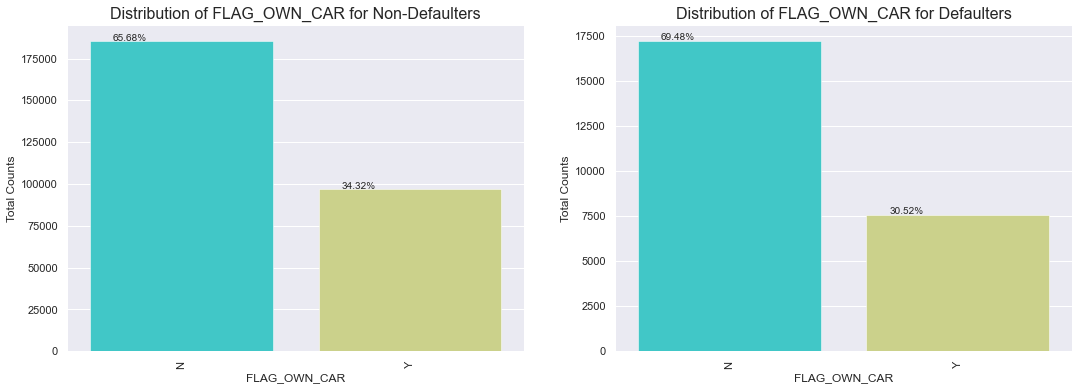 Distribution of FLAG_OWN_CAR for Non-Defaulters
Total Counts
175000
150000
125000
100000
75000
50000
25000
0
65.68%
34.32%
N
Y
FLAG_OWN_CAR
Distribution of FLAG_OWN_CAR for Defaulters
Total Counts
17500
15000
12500
10000
7500
5000
2500
0
69.48%
30.52%
N
Y
FLAG_OWN_CAR